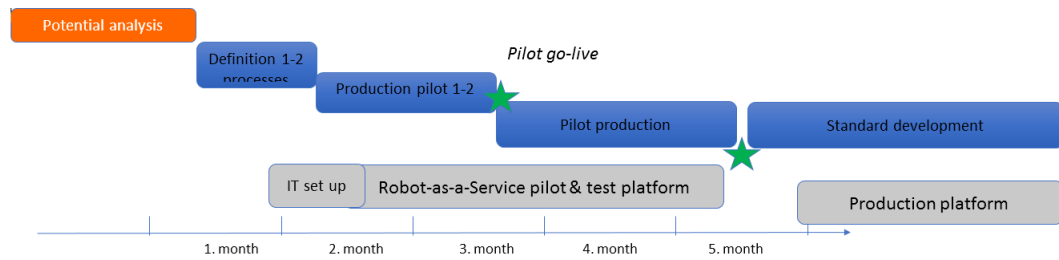 Potential analysis
Definition 1-2
processes
Pilot go-live
Production pilot 1-2
Pilot production
Standard development
IT set up
Robot-as-a-Service pilot & test platform
Production platform
1. month
2. month
3. month
4. month
5. month